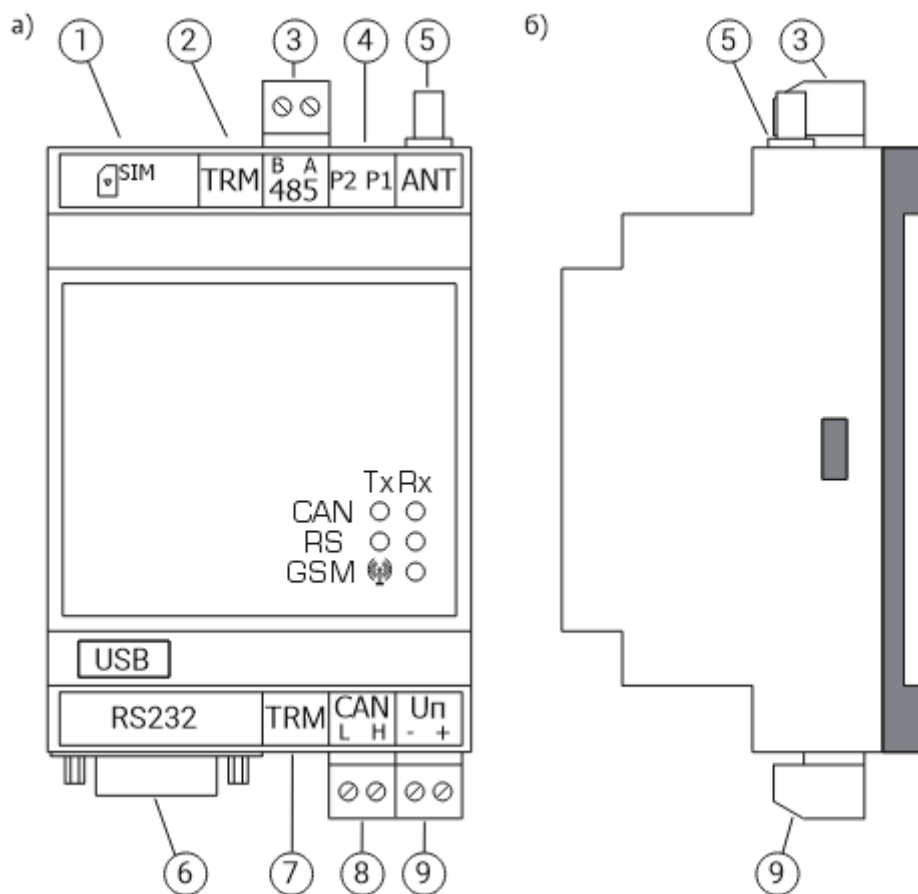 а) 1 2 3 4 5
SIM TRM B A 485 P2 P1 ANT
Tx Rx
CAN
RS
GSM
USB
RS232 TRM CAN L H Uп - +
6 7 8 9
б) 5 3
9